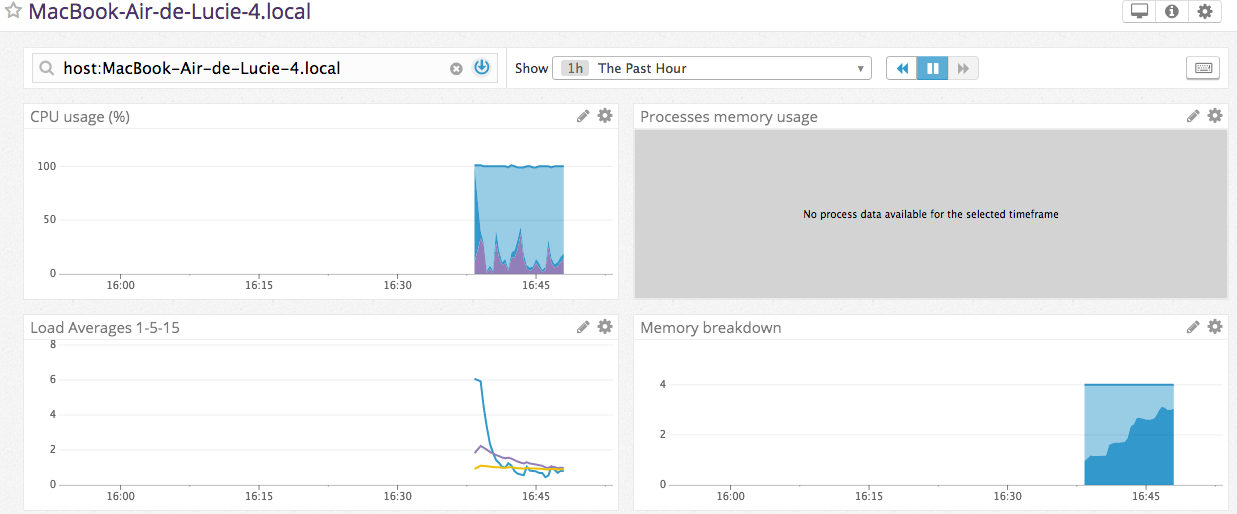 MacBook-Air-de-Lucie-4.local
host:MacBook-Air-de-Lucie-4.local
Show 1h The Past Hour
CPU usage (%)
100
50
0
16:00 16:15 16:30 16:45
Processes memory usage
No process data available for the selected timeframe
Load Averages 1-5-15
8
6
4
2
0
16:00 16:15 16:30 16:45
Memory breakdown
4
2
0
16:00 16:15 16:30 16:45